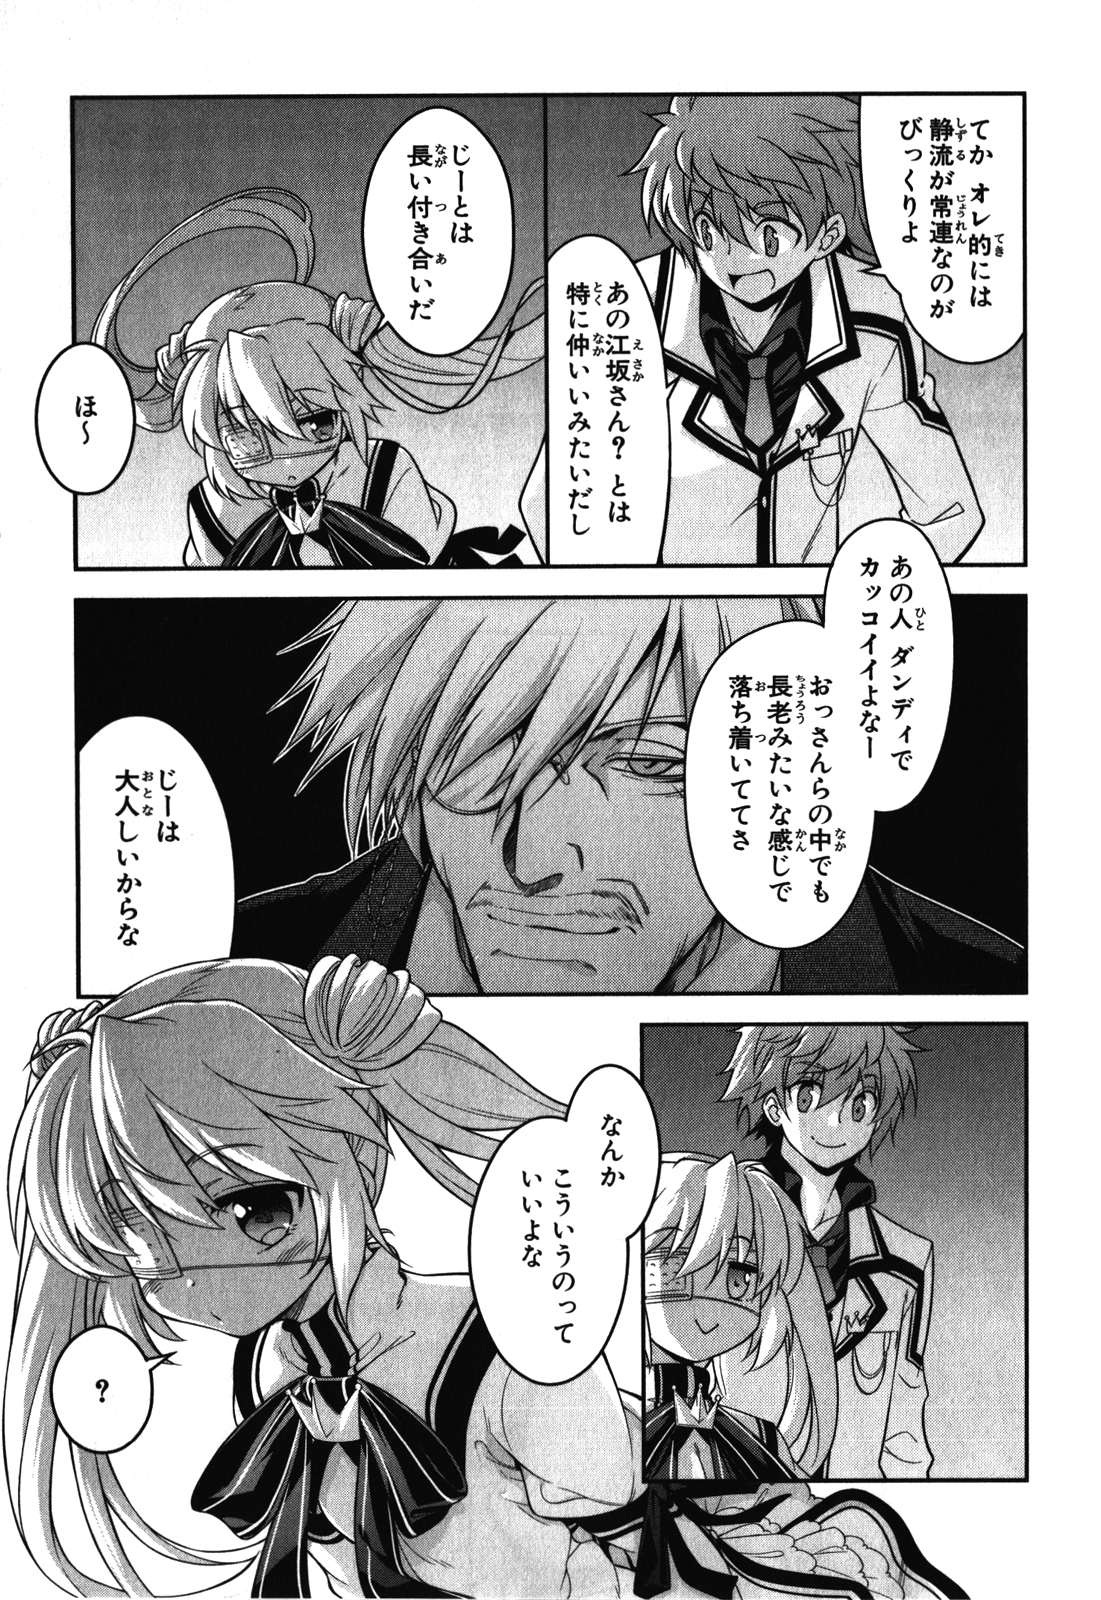 てか オレ的には
静流が常連なのが
びっくりよ
あの江坂さん？とは
特に仲いいみたいだし
じーとは
長い付き合いだ
ほ〜
あの人 ダンディで
カッコイイよなー
おっさんらの中でも
長老みたいな感じで
落ち着いててさ
じーは
大人しいからな
なんか
こういうのって
いいよな
？